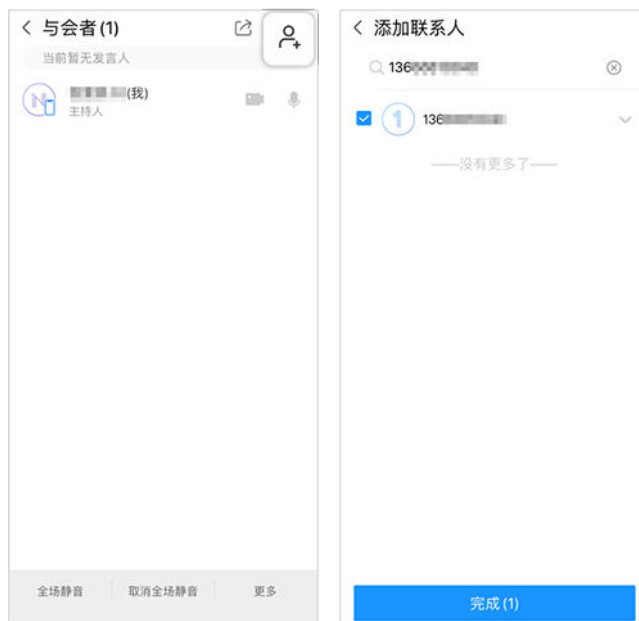 与会者(1)
当前暂无发言人
(我)
主持人
全场静音 取消全场静音 更多
添加联系人
136
136
没有更多了
完成(1)